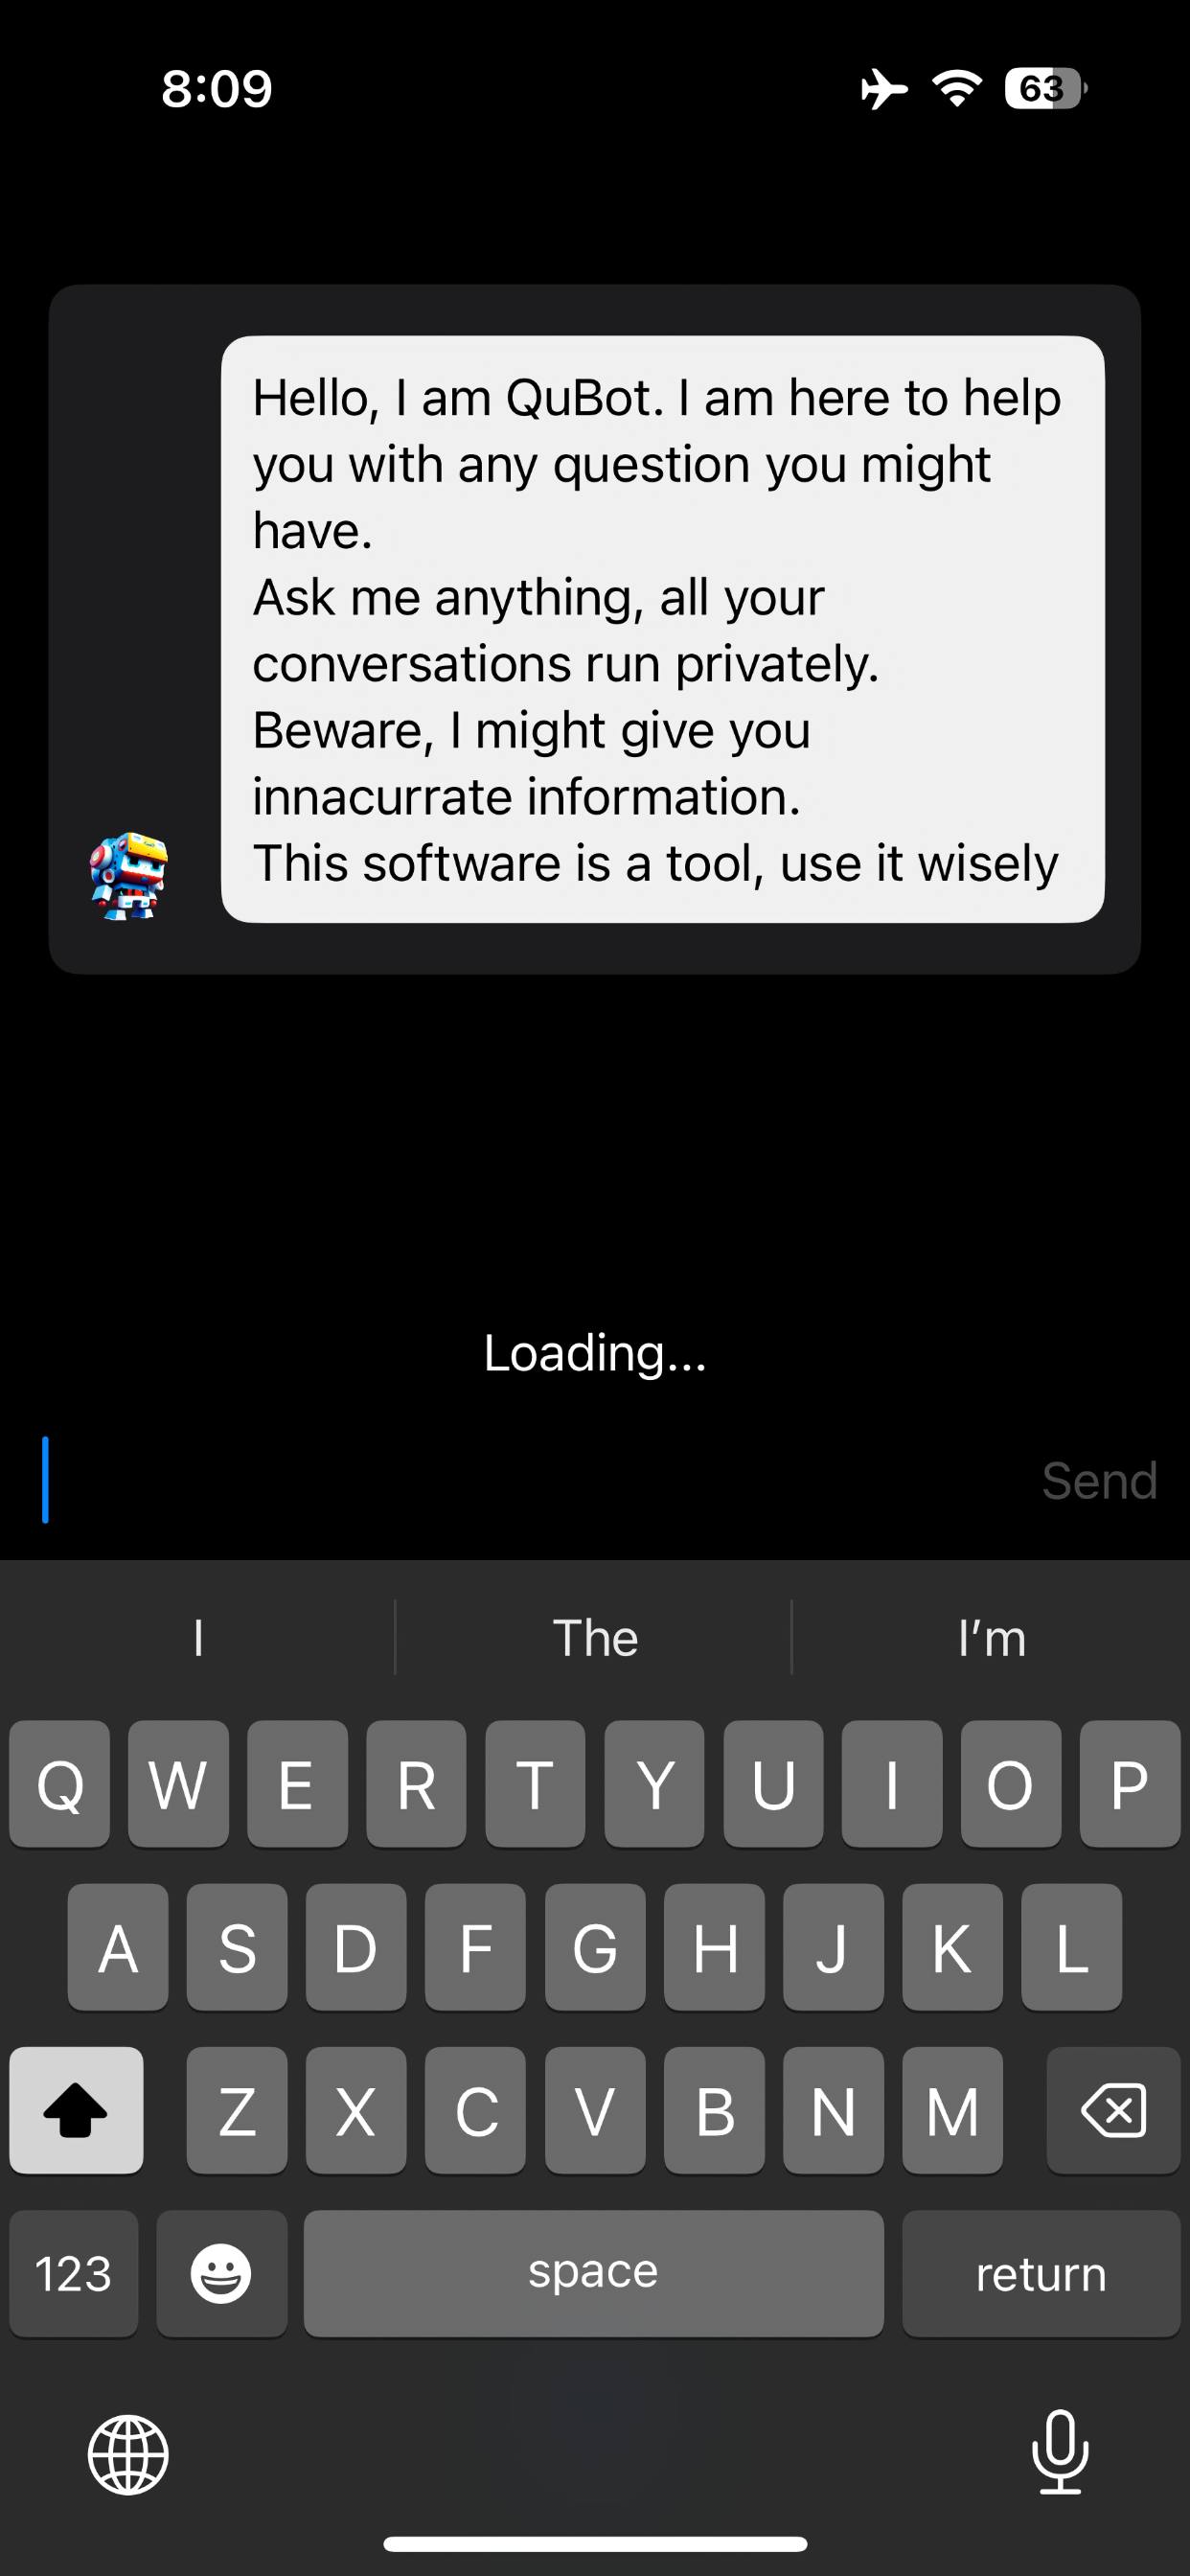 8:09
63
Hello, I am QuBot. I am here to help
you with any question you might
have.
Ask me anything, all your
conversations run privately.
Beware, I might give you
innacurrate information.
This software is a tool, use it wisely
Loading...
Send
I The I'm
Q W E R T Y U I O P
A S D F G H J K L
Z X C V B N M
123 space return